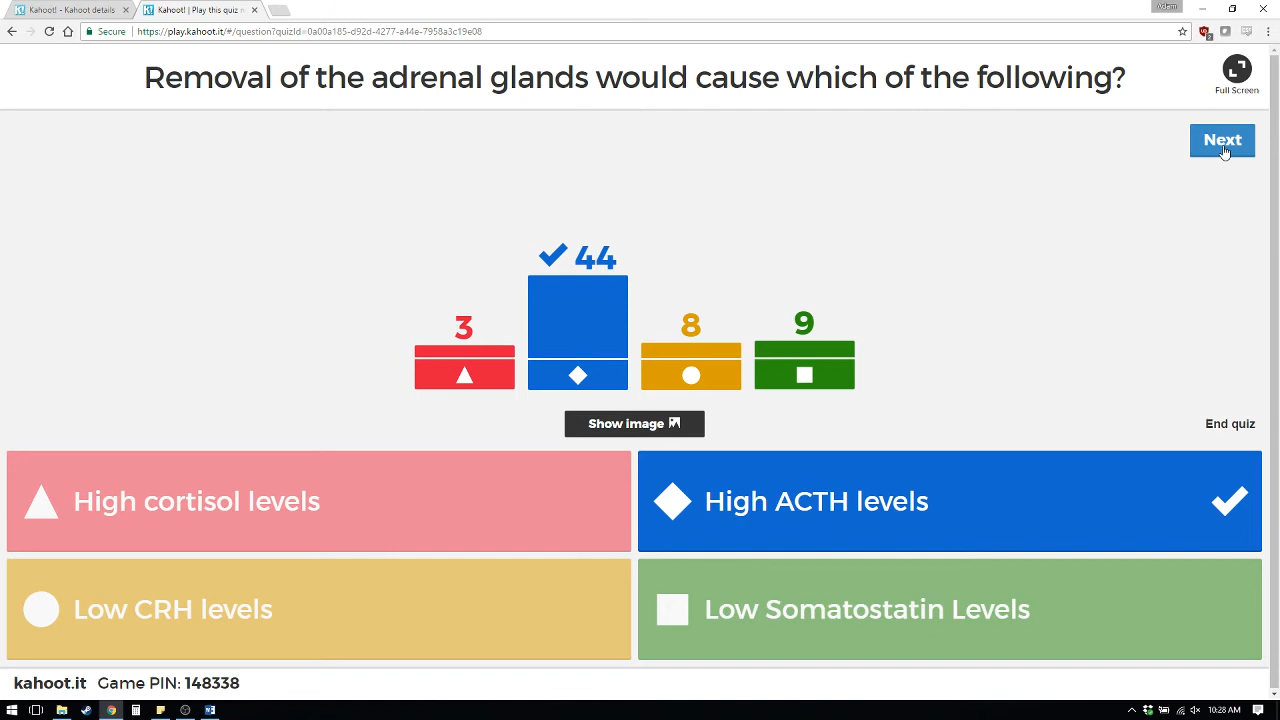 Kahoot! - Kahoot details
Kahoot! | Play this quiz n
Adam
Secure
https://play.kahoot.it/#/question?quizId=0a00a185-d92d-4277-a44e-7958a3c19e08
Removal of the adrenal glands would cause which of the following?
Full Screen
Next
3
44
8
9
Show image
End quiz
High cortisol levels
High ACTH levels
Low CRH levels
Low Somatostatin Levels
kahoot.it Game PIN: 148338
10:28 AM